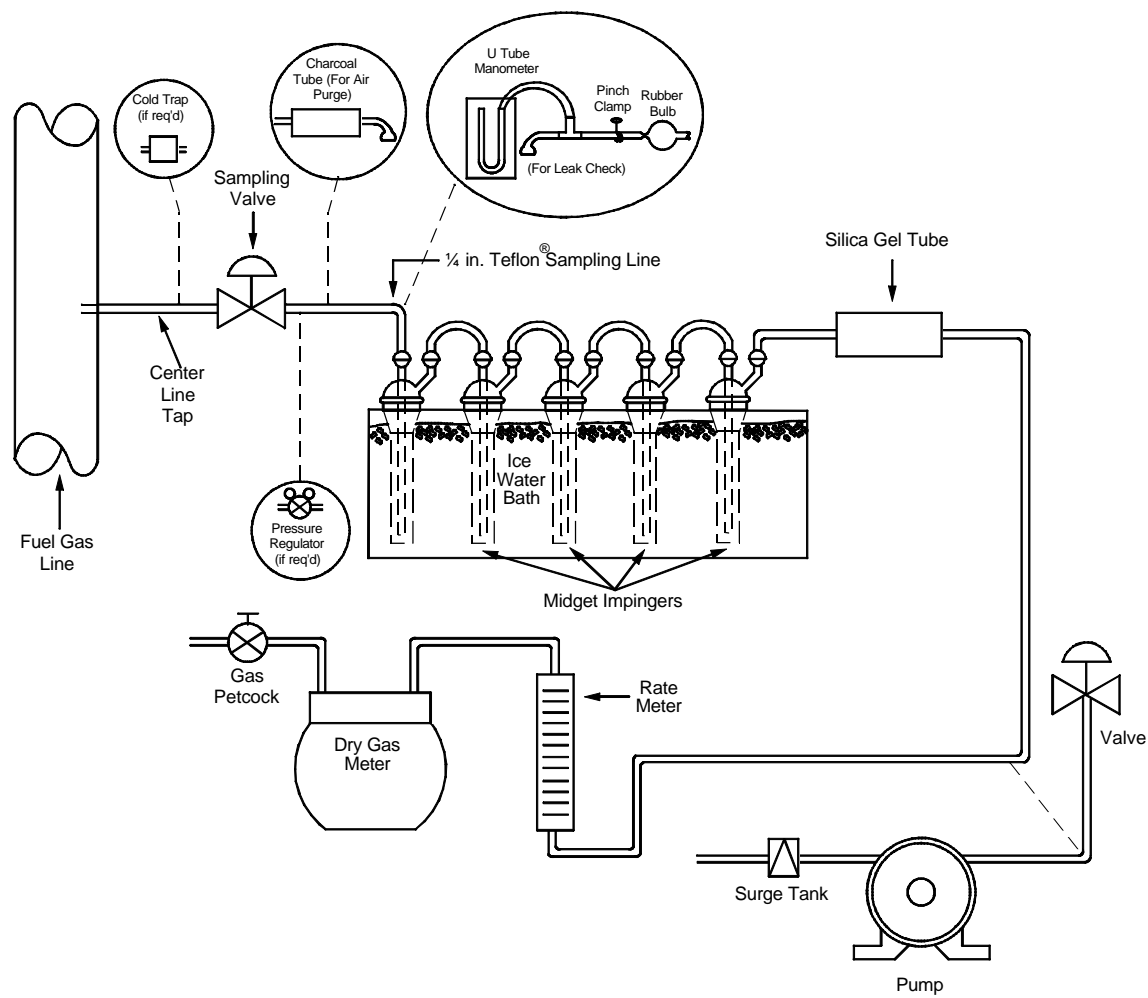 U Tube
Manometer
Pinch
Clamp
Rubber
Bulb
(For Leak Check)
Charcoal
Tube (For Air
Purge)
Cold Trap
(if req'd)
Sampling
Valve
¼ in. Teflon® Sampling Line
Silica Gel Tube
Center
Line
Tap
Ice
Water
Bath
Pressure
Regulator
(if req'd)
Fuel Gas
Line
Midget Impingers
Gas
Petcock
Rate
Meter
Dry Gas
Meter
Valve
Surge Tank
Pump